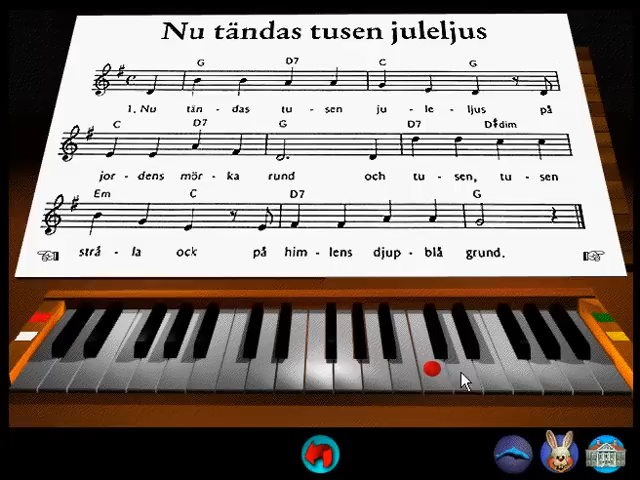 Nu tändas tusen juleljus
G D7 C G
1. Nu tän - das tu - sen ju - le - ljus på
C D7 G D7 D♯dim
jor - dens mör - ka rund och tu - sen, tu - sen
Em C D7 G
strå - la ock på him - lens djup - blå grund.